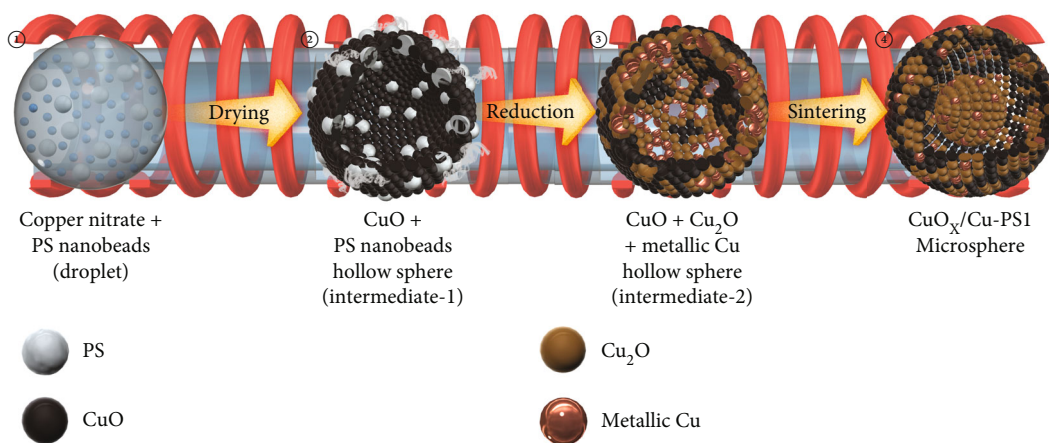 ①
②
③
④
Drying
Reduction
Sintering
Copper nitrate +
PS nanobeads
(droplet)
CuO +
PS nanobeads
hollow sphere
(intermediate-1)
CuO + Cu₂O
+ metallic Cu
hollow sphere
(intermediate-2)
CuOₓ/Cu-PS1
Microsphere
PS
CuO
Cu₂O
Metallic Cu